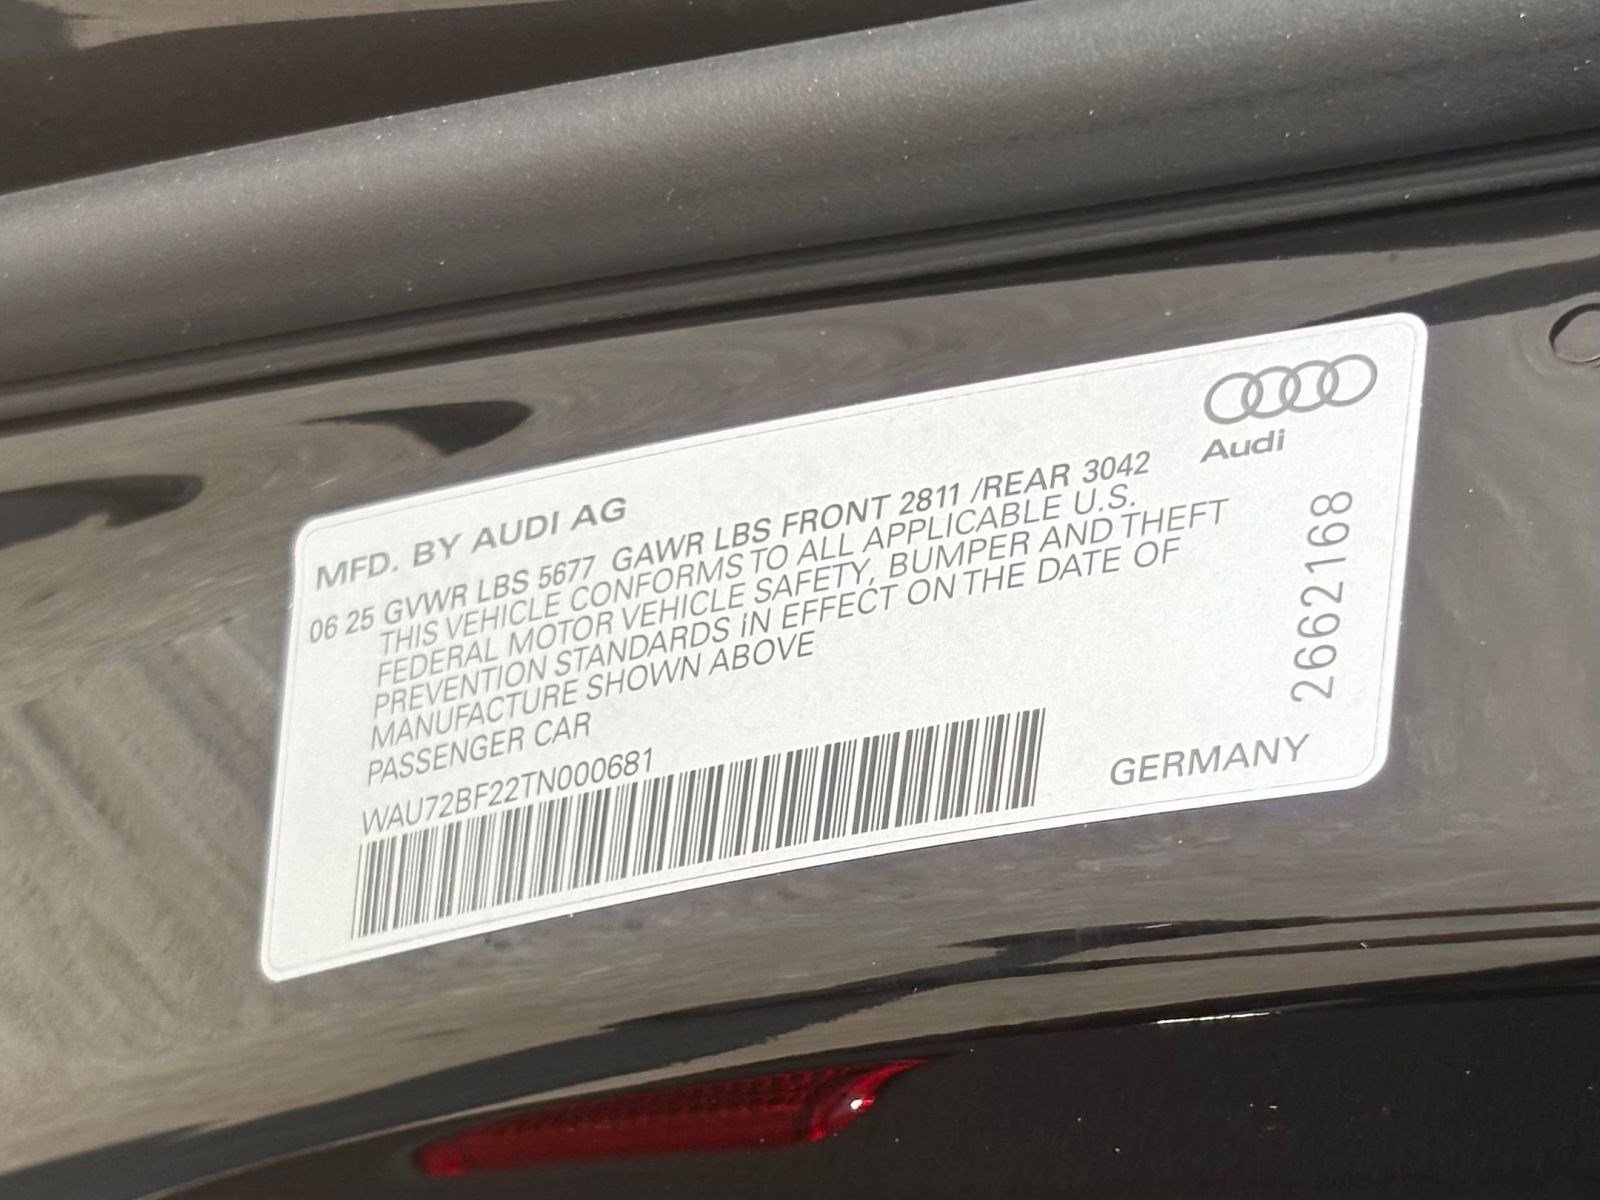 Audi
MFD. BY AUDI AG
06 25 GVWR LBS 5677 GAWR LBS FRONT 2811 /REAR 3042
THIS VEHICLE CONFORMS TO ALL APPLICABLE U.S.
FEDERAL MOTOR VEHICLE SAFETY, BUMPER AND THEFT
PREVENTION STANDARDS IN EFFECT ON THE DATE OF
MANUFACTURE SHOWN ABOVE
PASSENGER CAR
WAU72BF22TN000681
GERMANY
2662168